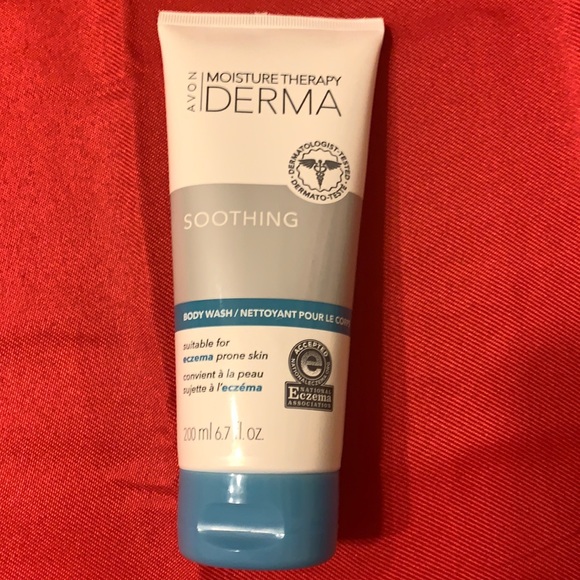 AVON
MOISTURE THERAPY
DERMA
DERMATOLOGIST-TESTED
DERMATO-TESTÉ
SOOTHING
BODY WASH / NETTOYANT POUR LE
suitable for
eczema prone skin
convient à la peau
sujette à l'eczéma
ACCEPTED
e
NATIONAL
Eczema
ASSOCIATION
200 ml 6.7 fl. oz.